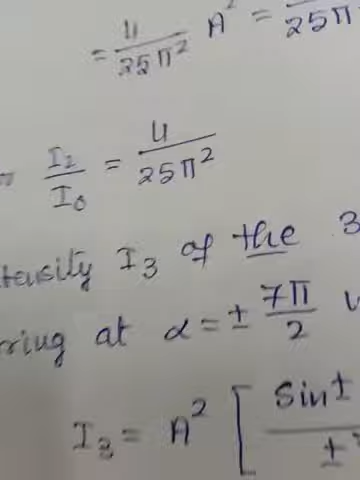 = 4/25π² A² = /25π
I₂/I₀ = 4/25π²
tensity I₃ of the 3
rring at α = ± 7π/2
I₃ = A² [ Sin ± / ±